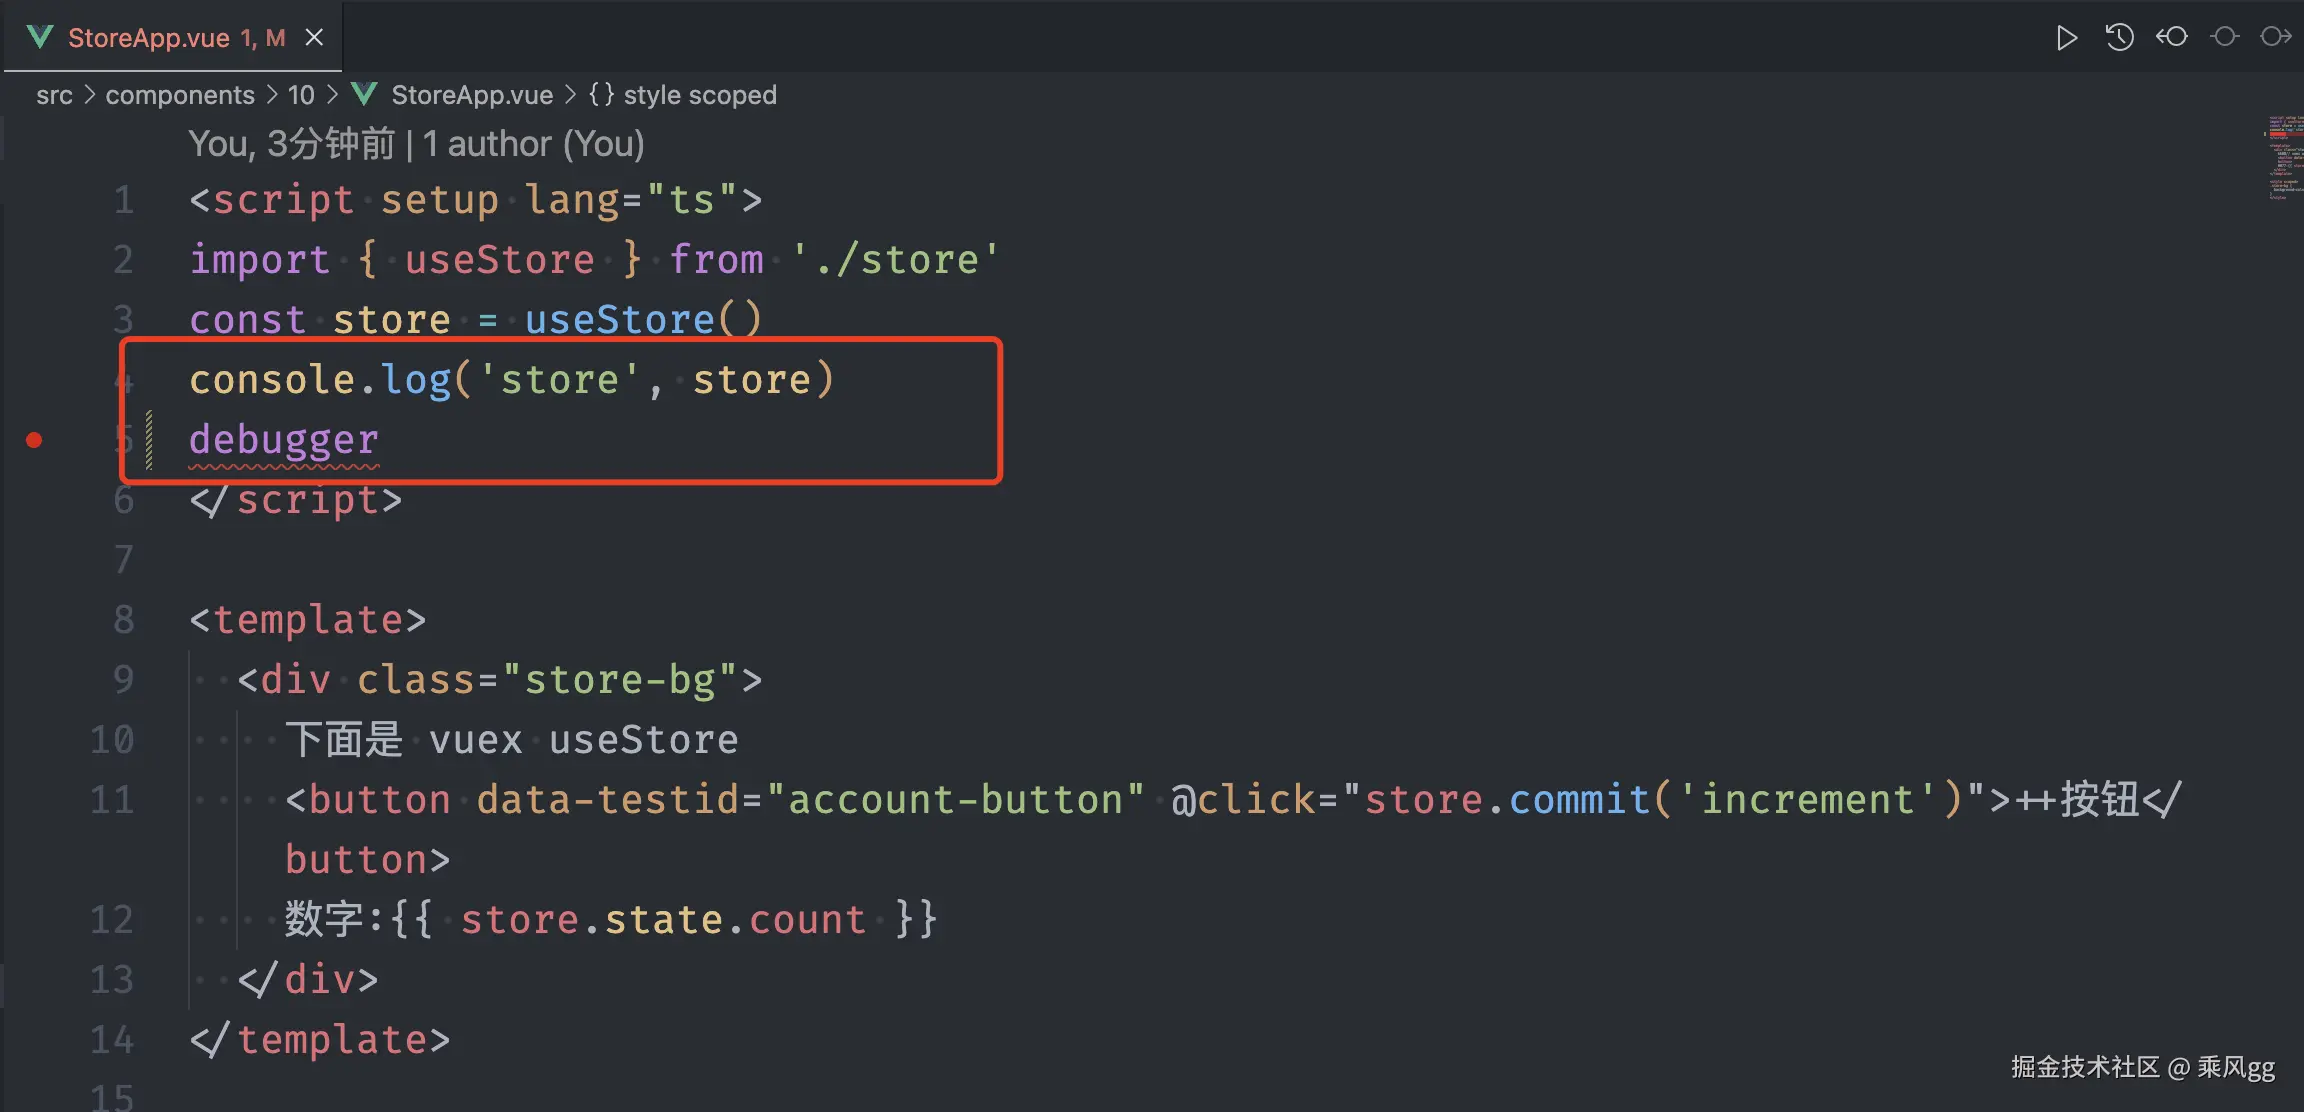 StoreApp.vue 1, M
src > components > 10 > StoreApp.vue > {} style scoped
You, 3分钟前 | 1 author (You)
1 <script setup lang="ts">
2 import { useStore } from './store'
3 const store = useStore()
4 console.log('store', store)
5 debugger
6 </script>
7
8 <template>
9 <div class="store-bg">
10 下面是 vuex useStore
11 <button data-testid="account-button" @click="store.commit('increment')">++按钮</
button>
12 数字:{{ store.state.count }}
13 </div>
14 </template>
15
掘金技术社区 @ 乘风gg